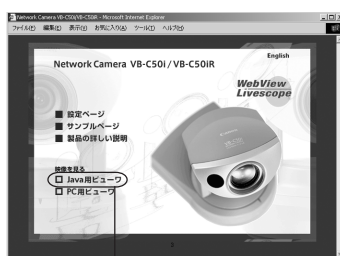 Network Camera VB-C50i/VB-C50iR - Microsoft Internet Explorer
ファイル(F) 編集(E) 表示(V) お気に入り(A) ツール(T) ヘルプ(H)
English
Network Camera VB-C50i / VB-C50iR
WebView
Livescope
■ 設定ページ
■ サンプルページ
■ 製品の詳しい説明
映像を見る
□ Java用ビューワ
□ PC用ビューワ